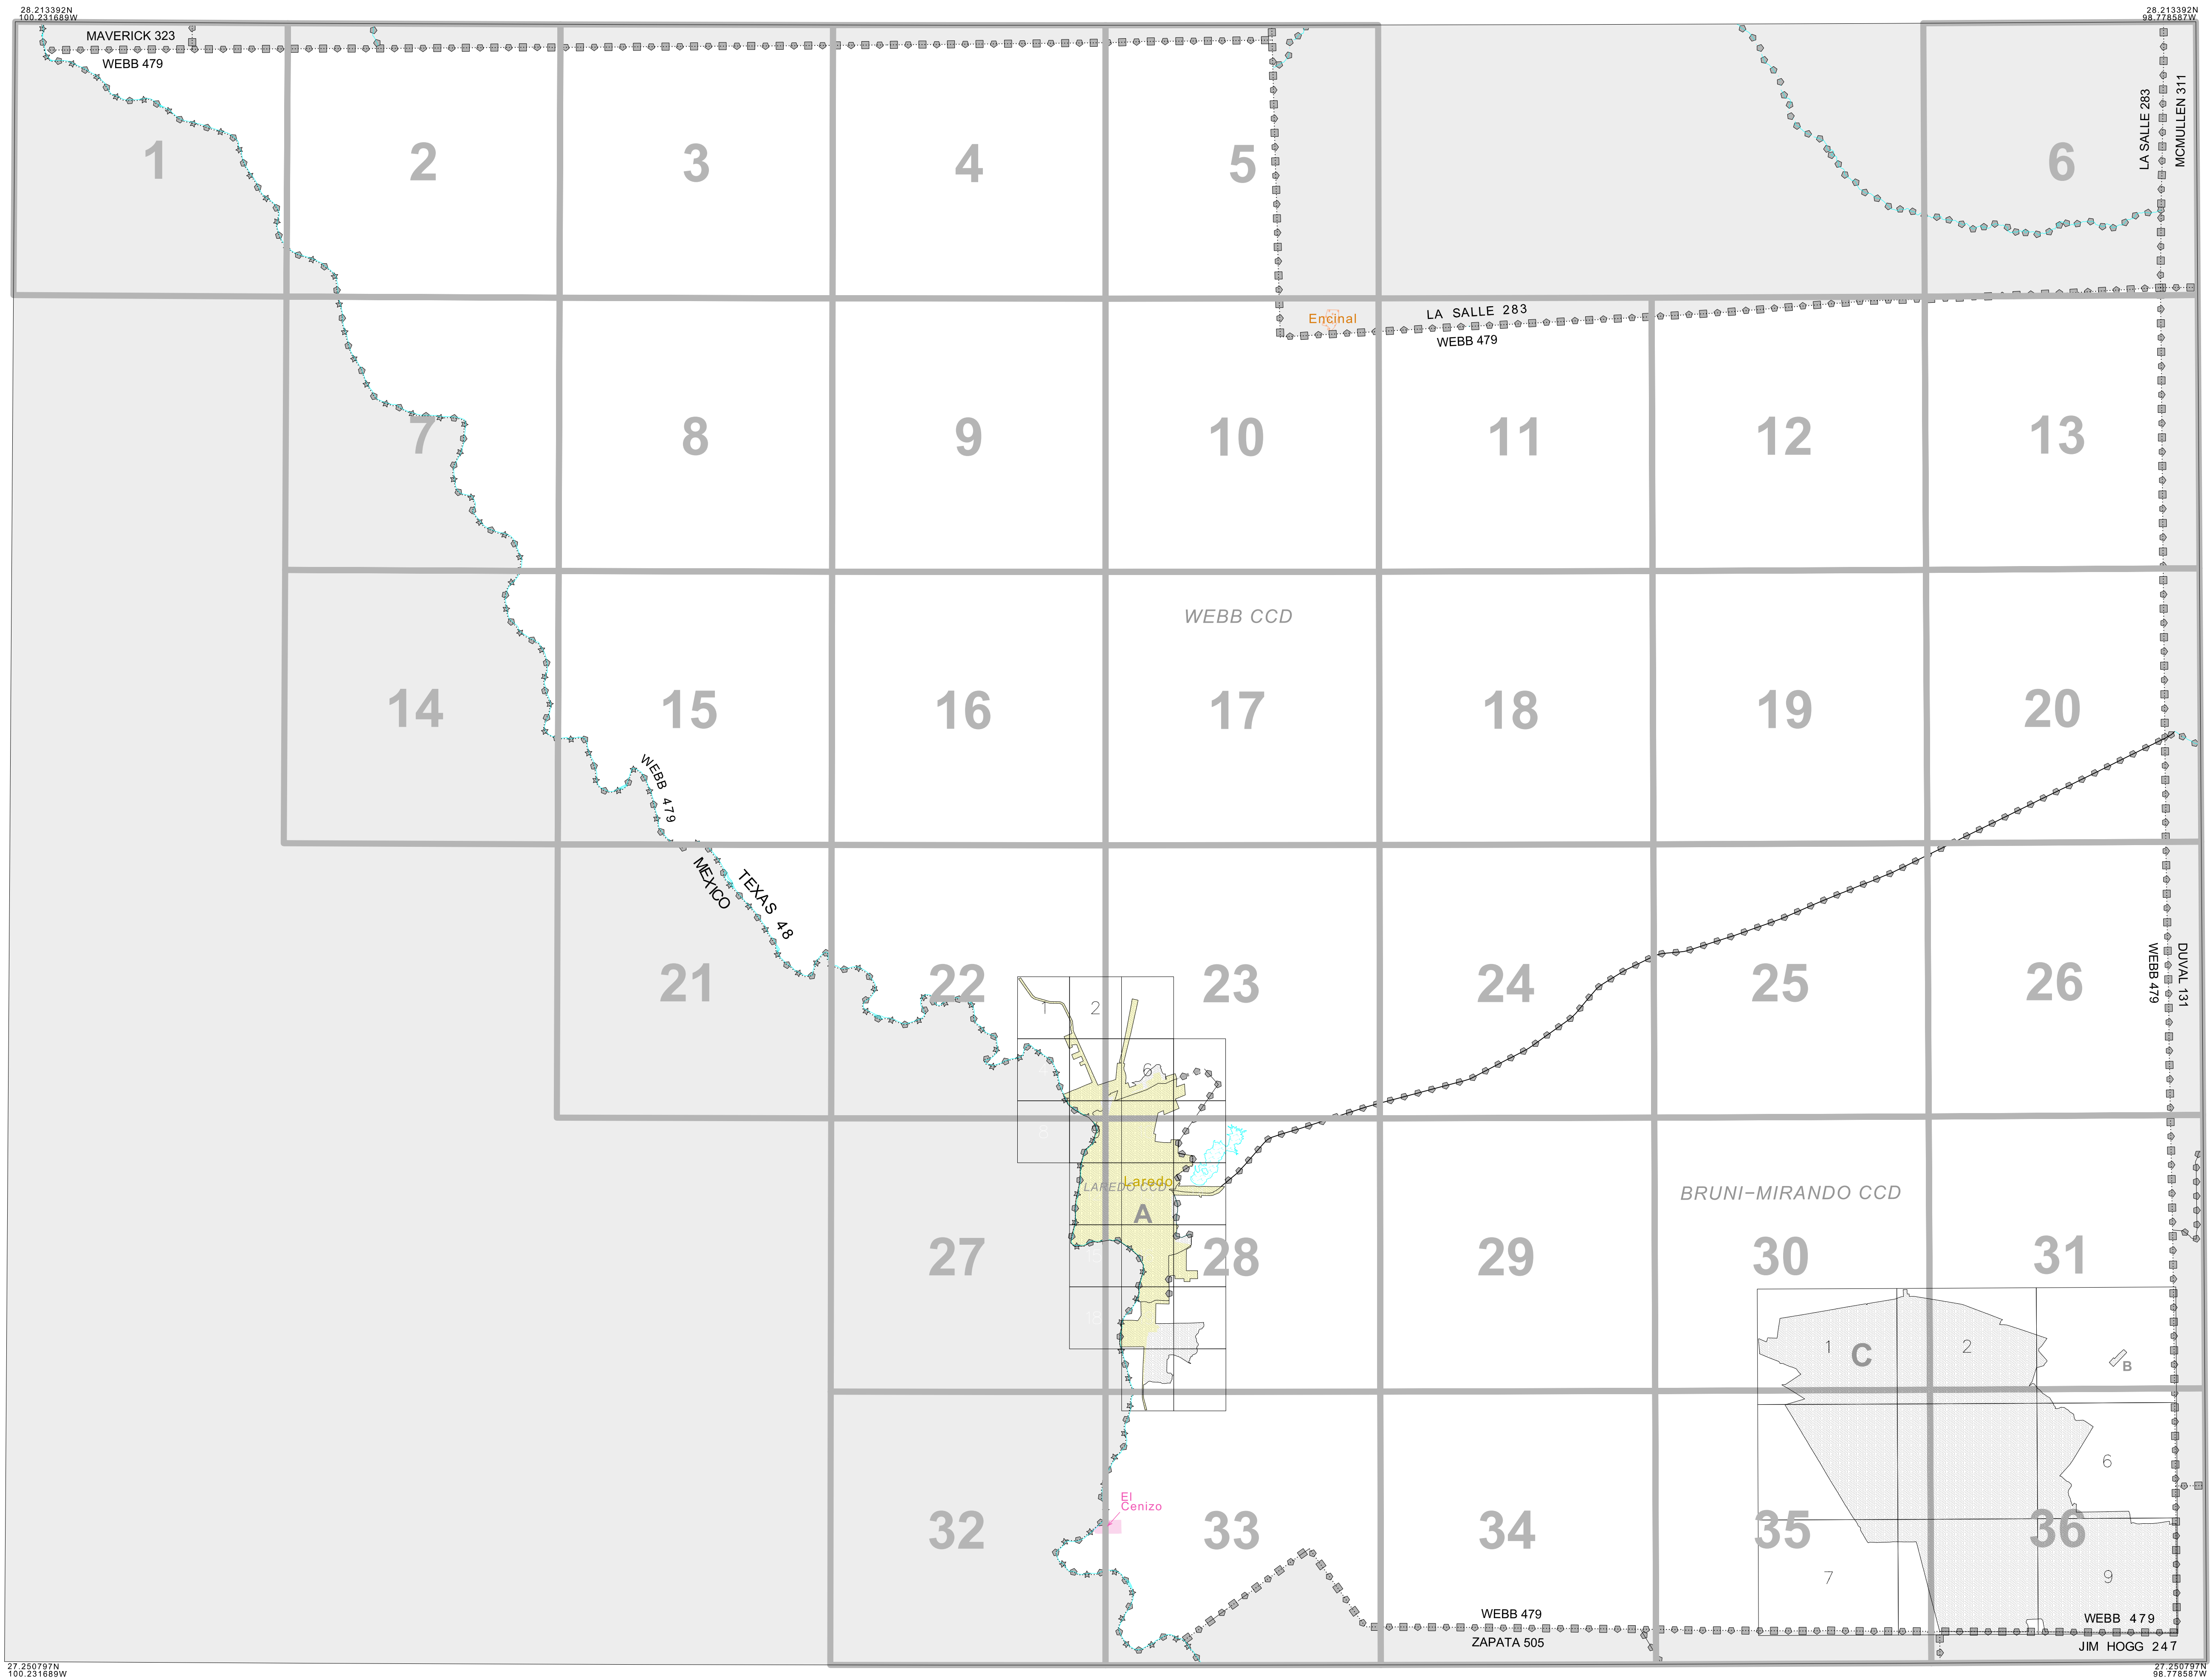 28.213392N
100.231689W
28.213392N
98.778587W
MAVERICK 323
WEBB 479
LA SALLE 283
MCMULLEN 311
1
2
3
4
5
6
Encinal
LA SALLE 283
WEBB 479
7
8
9
10
11
12
13
WEBB CCD
14
15
16
17
18
19
20
WEBB 479
MEXICO
TEXAS 48
21
22
23
24
25
26
WEBB 479
DUVAL 131
1
2
6
8
Laredo
LAREDO CCD
A
BRUNI-MIRANDO CCD
27
28
29
30
31
1
C
2
B
6
El
Cenizo
32
33
34
35
36
7
9
WEBB 479
ZAPATA 505
WEBB 479
JIM HOGG 247
27.250797N
100.231689W
27.250797N
98.778587W